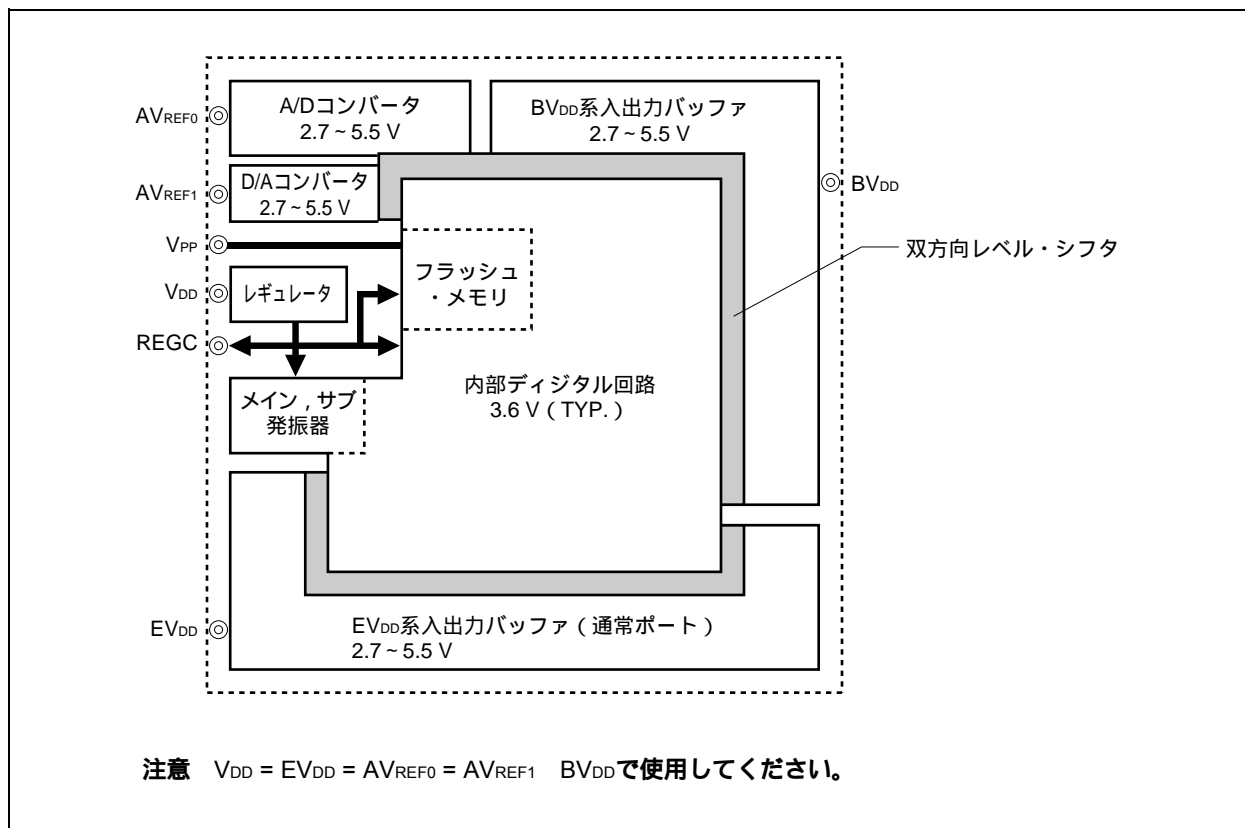 AVREF0
A/Dコンバータ
2.7 ~ 5.5 V
BVDD系入出力バッファ
2.7 ~ 5.5 V
AVREF1
D/Aコンバータ
2.7 ~ 5.5 V
BVDD
VPP
双方向レベル・シフタ
フラッシュ
・メモリ
VDD
レギュレータ
REGC
内部ディジタル回路
3.6 V ( TYP. )
メイン , サブ
発振器
EVDD
EVDD系入出力バッファ ( 通常ポート )
2.7 ~ 5.5 V
注意 VDD = EVDD = AVREF0 = AVREF1 BVDDで使用してください。